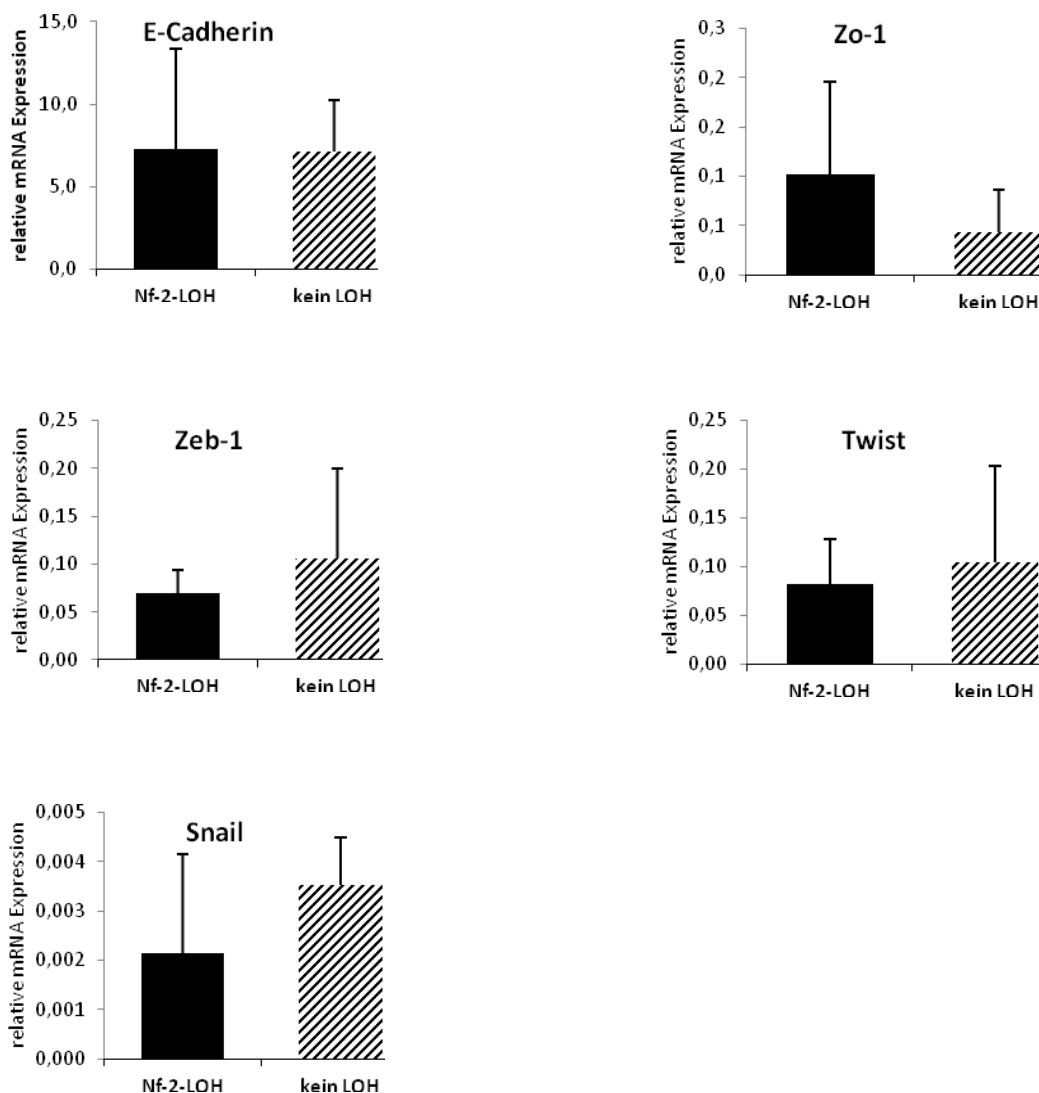 E-Cadherin
relative mRNA Expression
15,0
10,0
5,0
0,0
Nf-2-LOH kein LOH
Zo-1
relative mRNA Expression
0,3
0,2
0,2
0,1
0,1
0,0
Nf-2-LOH kein LOH
Zeb-1
relative mRNA Expression
0,25
0,20
0,15
0,10
0,05
0,00
Nf-2-LOH kein LOH
Twist
relative mRNA Expression
0,25
0,20
0,15
0,10
0,05
0,00
Nf-2-LOH kein LOH
Snail
relative mRNA Expression
0,005
0,004
0,003
0,002
0,001
0,000
Nf-2-LOH kein LOH